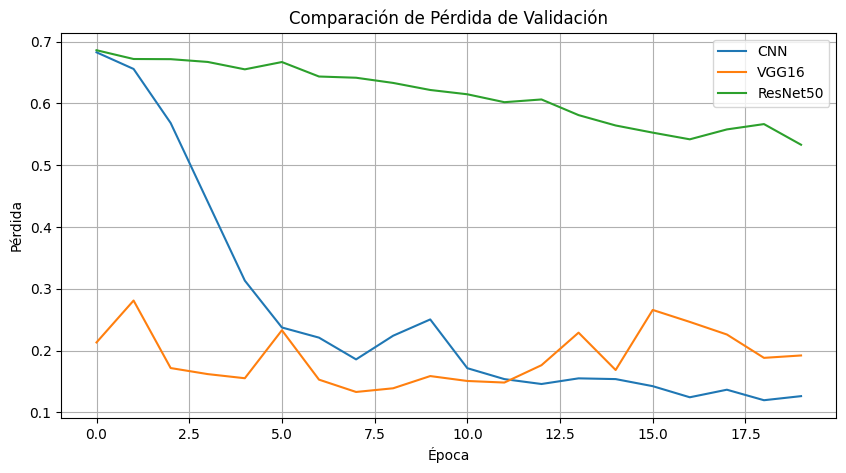 Comparación de Pérdida de Validación
CNN
VGG16
ResNet50
Pérdida
0.7
0.6
0.5
0.4
0.3
0.2
0.1
0.0
2.5
5.0
7.5
10.0
12.5
15.0
17.5
Época